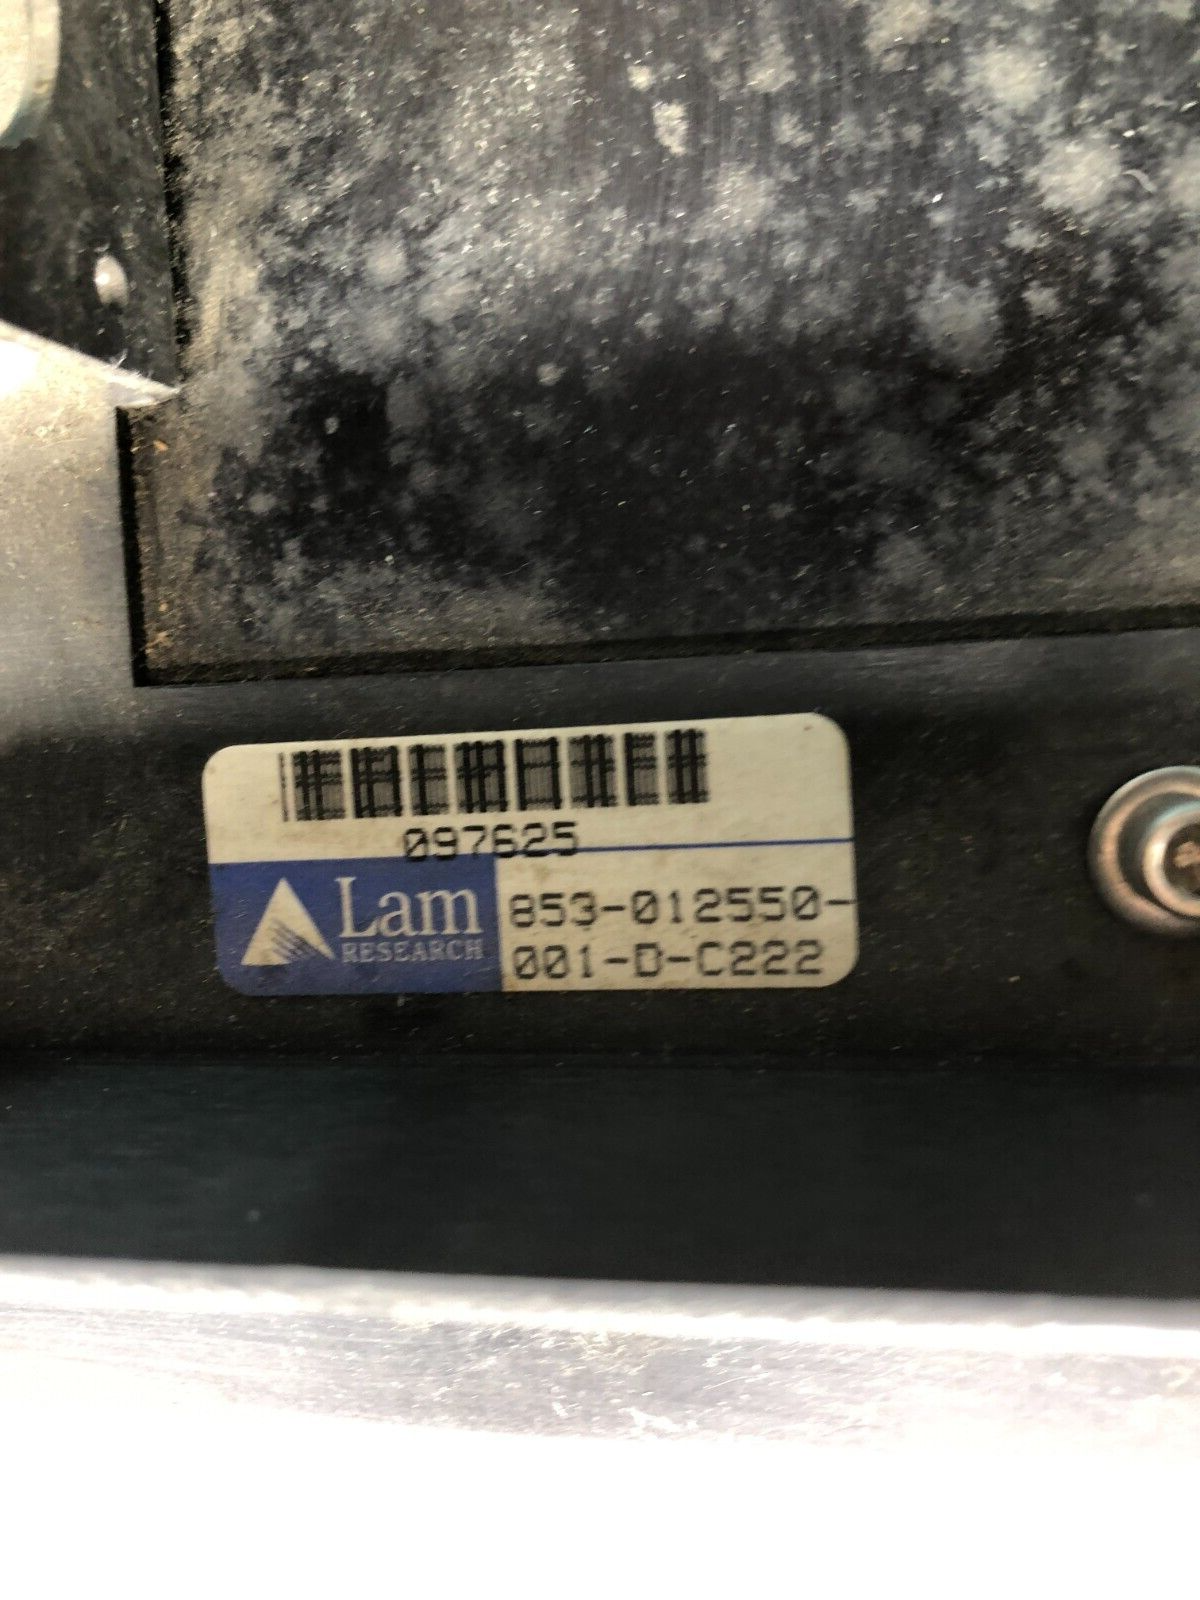 097625
Lam
RESEARCH
853-012550-
001-D-C222